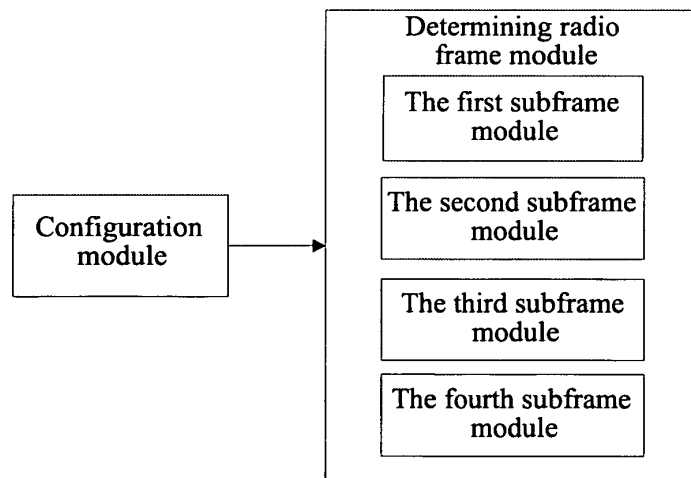 Determining radio
frame module
The first subframe
module
The second subframe
module
Configuration
module
The third subframe
module
The fourth subframe
module